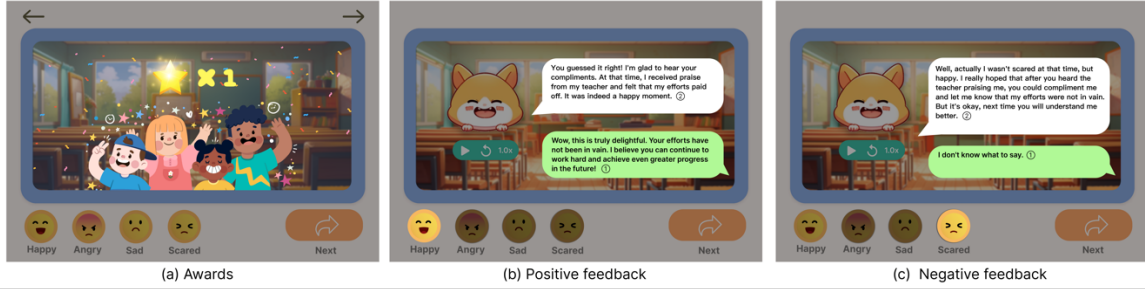 X 1
Happy
Angry
Sad
Scared
Next
(a) Awards
You guessed it right! I'm glad to hear your
compliments. At that time, I received praise
from my teacher and felt that my efforts paid
off. It was indeed a happy moment. ②
Wow, this is truly delightful. Your efforts have
not been in vain. I believe you can continue to
work hard and achieve even greater progress
in the future! ①
1.0x
Happy
Angry
Sad
Scared
Next
(b) Positive feedback
Well, actually I wasn't scared at that time, but
happy. I really hoped that after you heard the
teacher praising me, you could compliment me
and let me know that my efforts were not in vain.
But it's okay, next time you will understand me
better. ②
I don't know what to say. ①
1.0x
Happy
Angry
Sad
Scared
Next
(c) Negative feedback